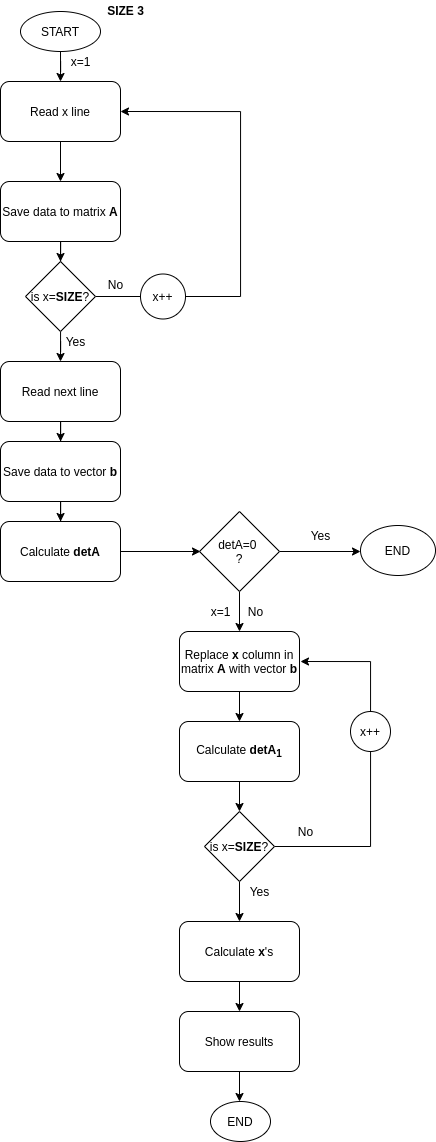 SIZE 3
START
x=1
Read x line
Save data to matrix A
is x=SIZE?
No
x++
Yes
Read next line
Save data to vector b
Calculate detA
detA=0
?
Yes
END
x=1
No
Replace x column in
matrix A with vector b
x++
Calculate detA1
is x=SIZE?
No
Yes
Calculate x's
Show results
END